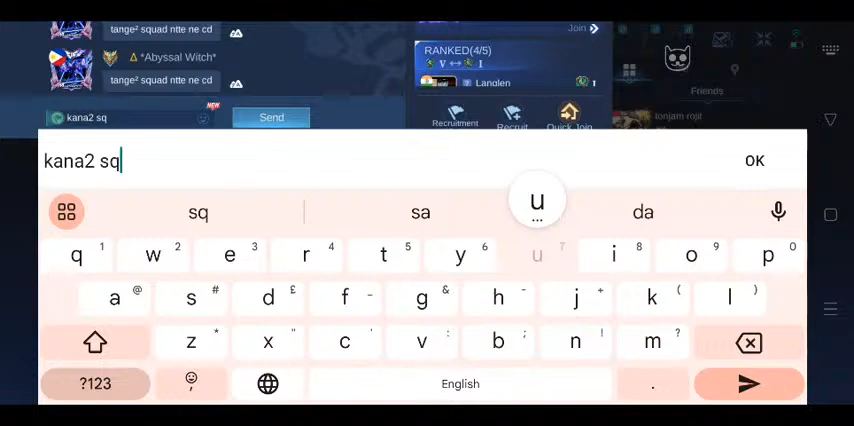 tange² squad ntte ne cd
Δ *Abyssal Witch*
tange² squad ntte ne cd
NEW
kana2 sq
Send
Join
RANKED(4/5)
V ↔ I
? Langlen
1
Recruitment
Recruit
Quick Join
Friends
tonjam rojit
kana2 sq
OK
sq
sa
da
u
...
q 1 w 2 e 3 r 4 t 5 y 6 u 7 i 8 o 9 p 0
a @ s # d £ f _ g & h - j + k ( l )
z * x " c ' v : b ; n ! m ?
?123
,
English
.